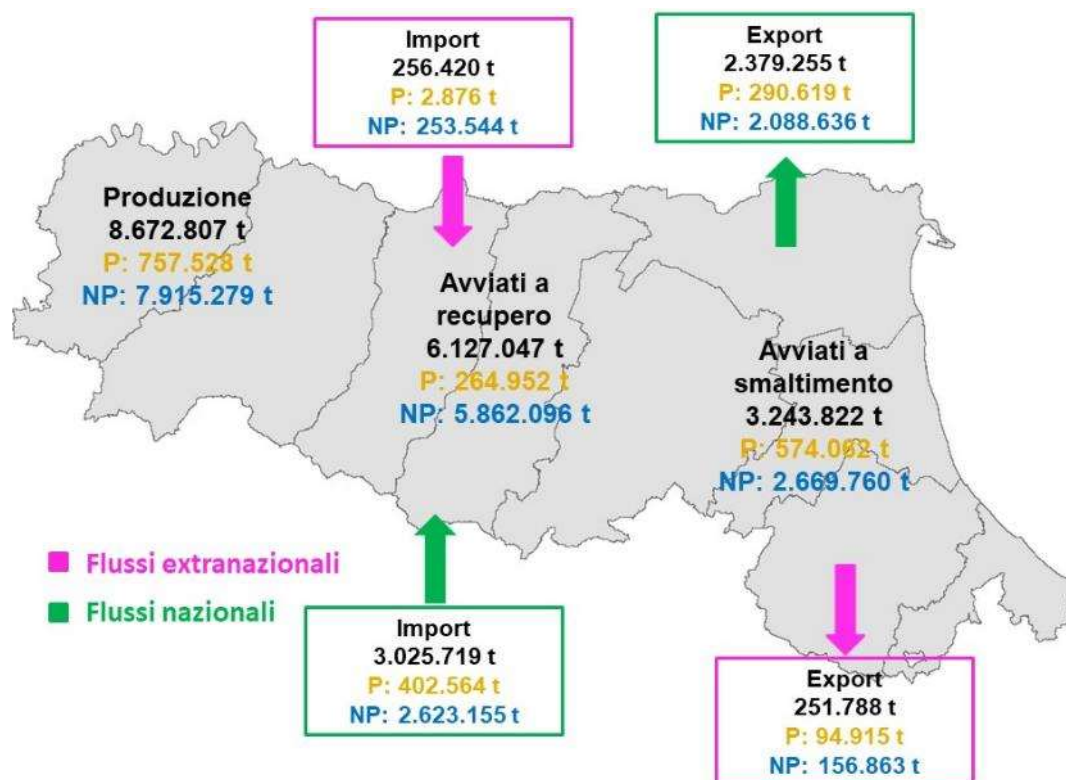 Import
256.420 t
P: 2.876 t
NP: 253.544 t
Export
2.379.255 t
P: 290.619 t
NP: 2.088.636 t
Produzione
8.672.807 t
P: 757.528 t
NP: 7.915.279 t
Avviati a
recupero
6.127.047 t
P: 264.952 t
NP: 5.862.096 t
Avviati a
smaltimento
3.243.822 t
P: 574.062 t
NP: 2.669.760 t
Flussi extranazionali
Flussi nazionali
Import
3.025.719 t
P: 402.564 t
NP: 2.623.155 t
Export
251.788 t
P: 94.915 t
NP: 156.863 t